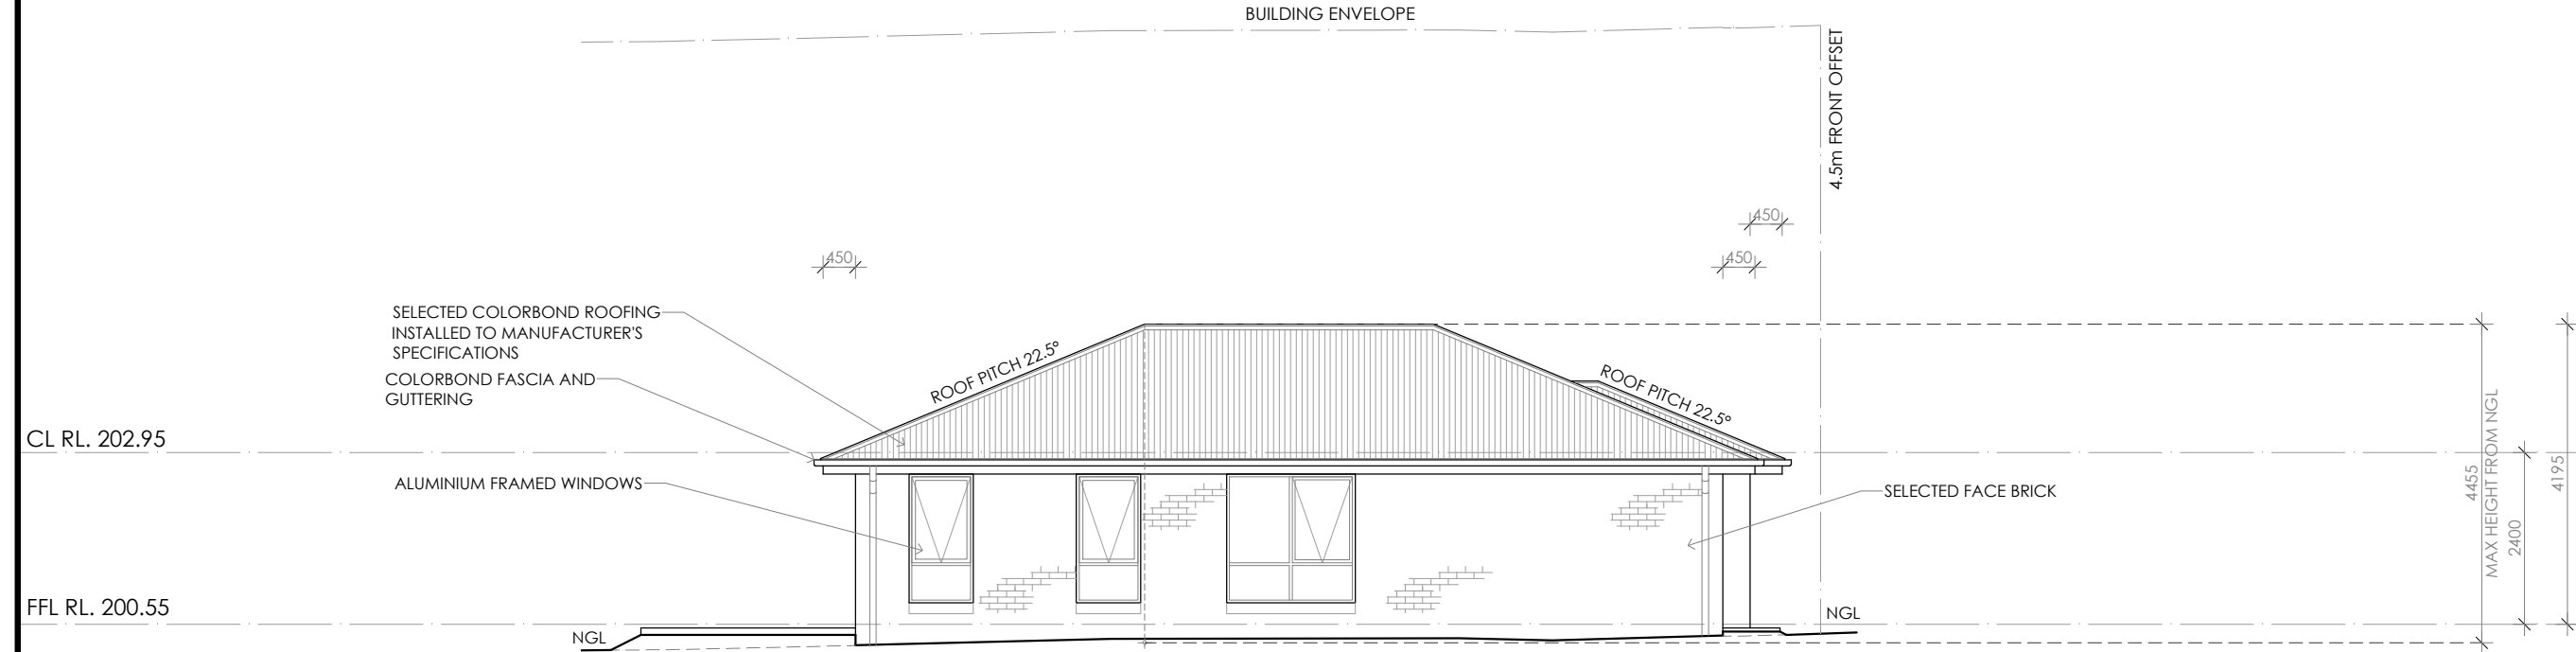 BUILDING ENVELOPE
4.5m FRONT OFFSET
450
450
450
SELECTED COLORBOND ROOFING
INSTALLED TO MANUFACTURER'S
SPECIFICATIONS
COLORBOND FASCIA AND
GUTTERING
ROOF PITCH 22.5°
ROOF PITCH 22.5°
CL RL. 202.95
ALUMINIUM FRAMED WINDOWS
SELECTED FACE BRICK
4455
MAX HEIGHT FROM NGL
2400
4195
FFL RL. 200.55
NGL
NGL